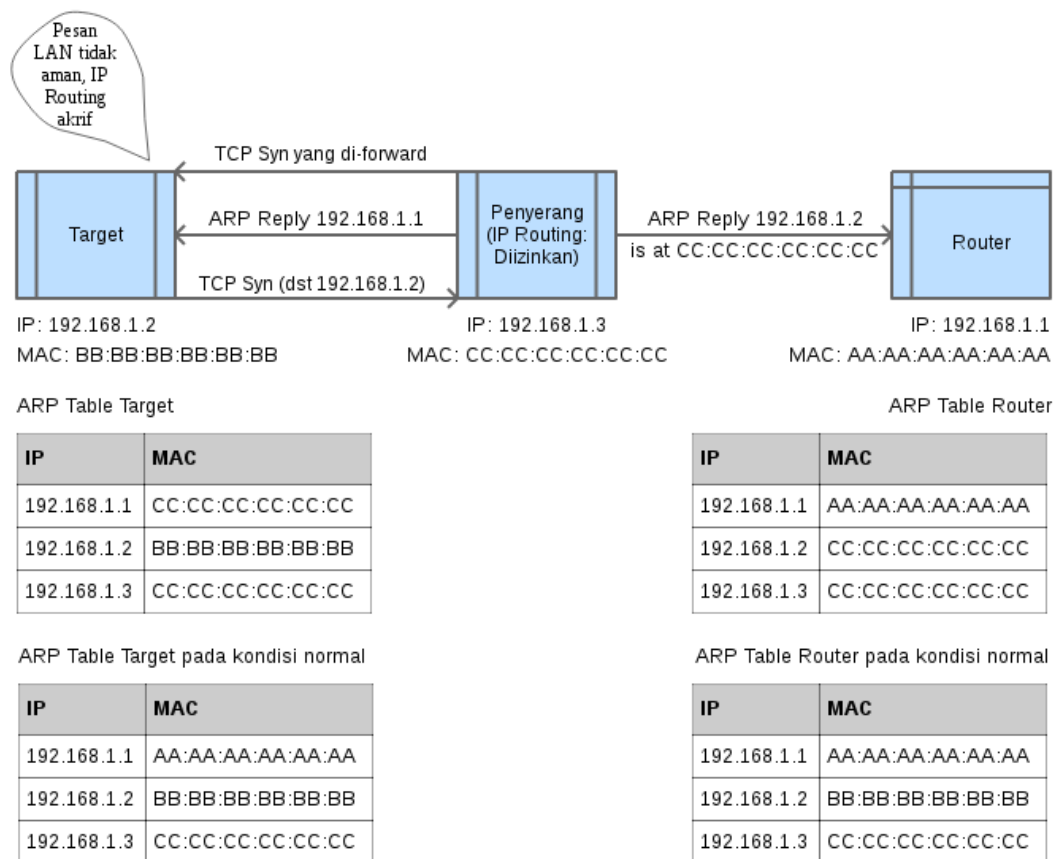 Pesan
LAN tidak
aman, IP
Routing
akrif
TCP Syn yang di-forward
Target
ARP Reply 192.168.1.1
Penyerang
(IP Routing:
Diizinkan)
ARP Reply 192.168.1.2
is at CC:CC:CC:CC:CC:CC
Router
TCP Syn (dst 192.168.1.2)
IP: 192.168.1.2
MAC: BB:BB:BB:BB:BB:BB
IP: 192.168.1.3
MAC: CC:CC:CC:CC:CC:CC
IP: 192.168.1.1
MAC: AA:AA:AA:AA:AA:AA
ARP Table Target
IP MAC
192.168.1.1 CC:CC:CC:CC:CC:CC
192.168.1.2 BB:BB:BB:BB:BB:BB
192.168.1.3 CC:CC:CC:CC:CC:CC
ARP Table Router
IP MAC
192.168.1.1 AA:AA:AA:AA:AA:AA
192.168.1.2 CC:CC:CC:CC:CC:CC
192.168.1.3 CC:CC:CC:CC:CC:CC
ARP Table Target pada kondisi normal
IP MAC
192.168.1.1 AA:AA:AA:AA:AA:AA
192.168.1.2 BB:BB:BB:BB:BB:BB
192.168.1.3 CC:CC:CC:CC:CC:CC
ARP Table Router pada kondisi normal
IP MAC
192.168.1.1 AA:AA:AA:AA:AA:AA
192.168.1.2 BB:BB:BB:BB:BB:BB
192.168.1.3 CC:CC:CC:CC:CC:CC